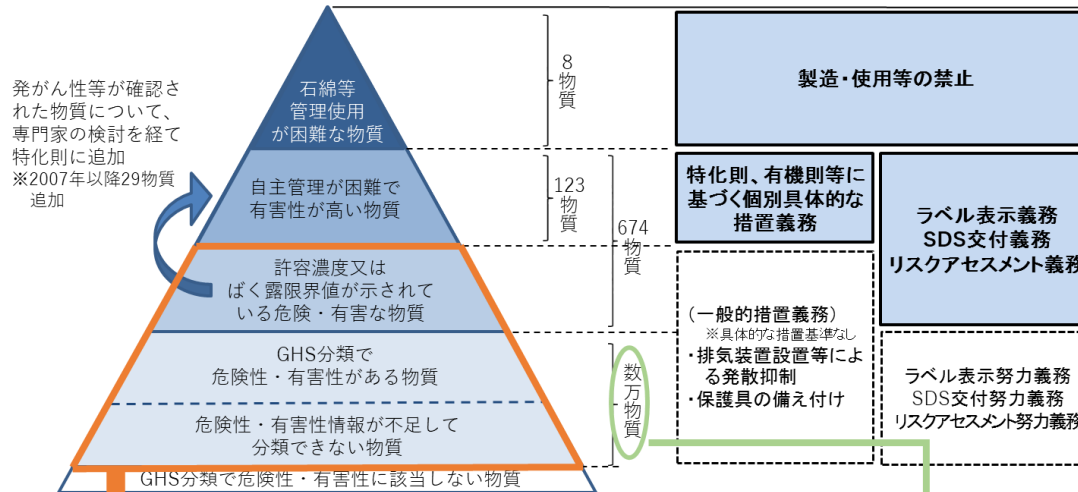 発がん性等が確認さ
れた物質について、
専門家の検討を経て
特化則に追加
※2007年以降29物質
追加
石綿等
管理使用
が困難な物質
自主管理が困難で
有害性が高い物質
許容濃度又は
ばく露限界値が示されて
いる危険・有害な物質
GHS分類で
危険性・有害性がある物質
危険性・有害性情報が不足して
分類できない物質
GHS分類で危険性・有害性に該当しない物質
8
物質
123
物質
674
物質
数万物質
製造・使用等の禁止
特化則、有機則等に
基づく個別具体的な
措置義務
(一般的措置義務)
※具体的な措置基準なし
・排気装置設置等によ
る発散抑制
・保護具の備え付け
ラベル表示義務
SDS交付義務
リスクアセスメント義務
ラベル表示努力義務
SDS交付努力義務
リスクアセスメント努力義務